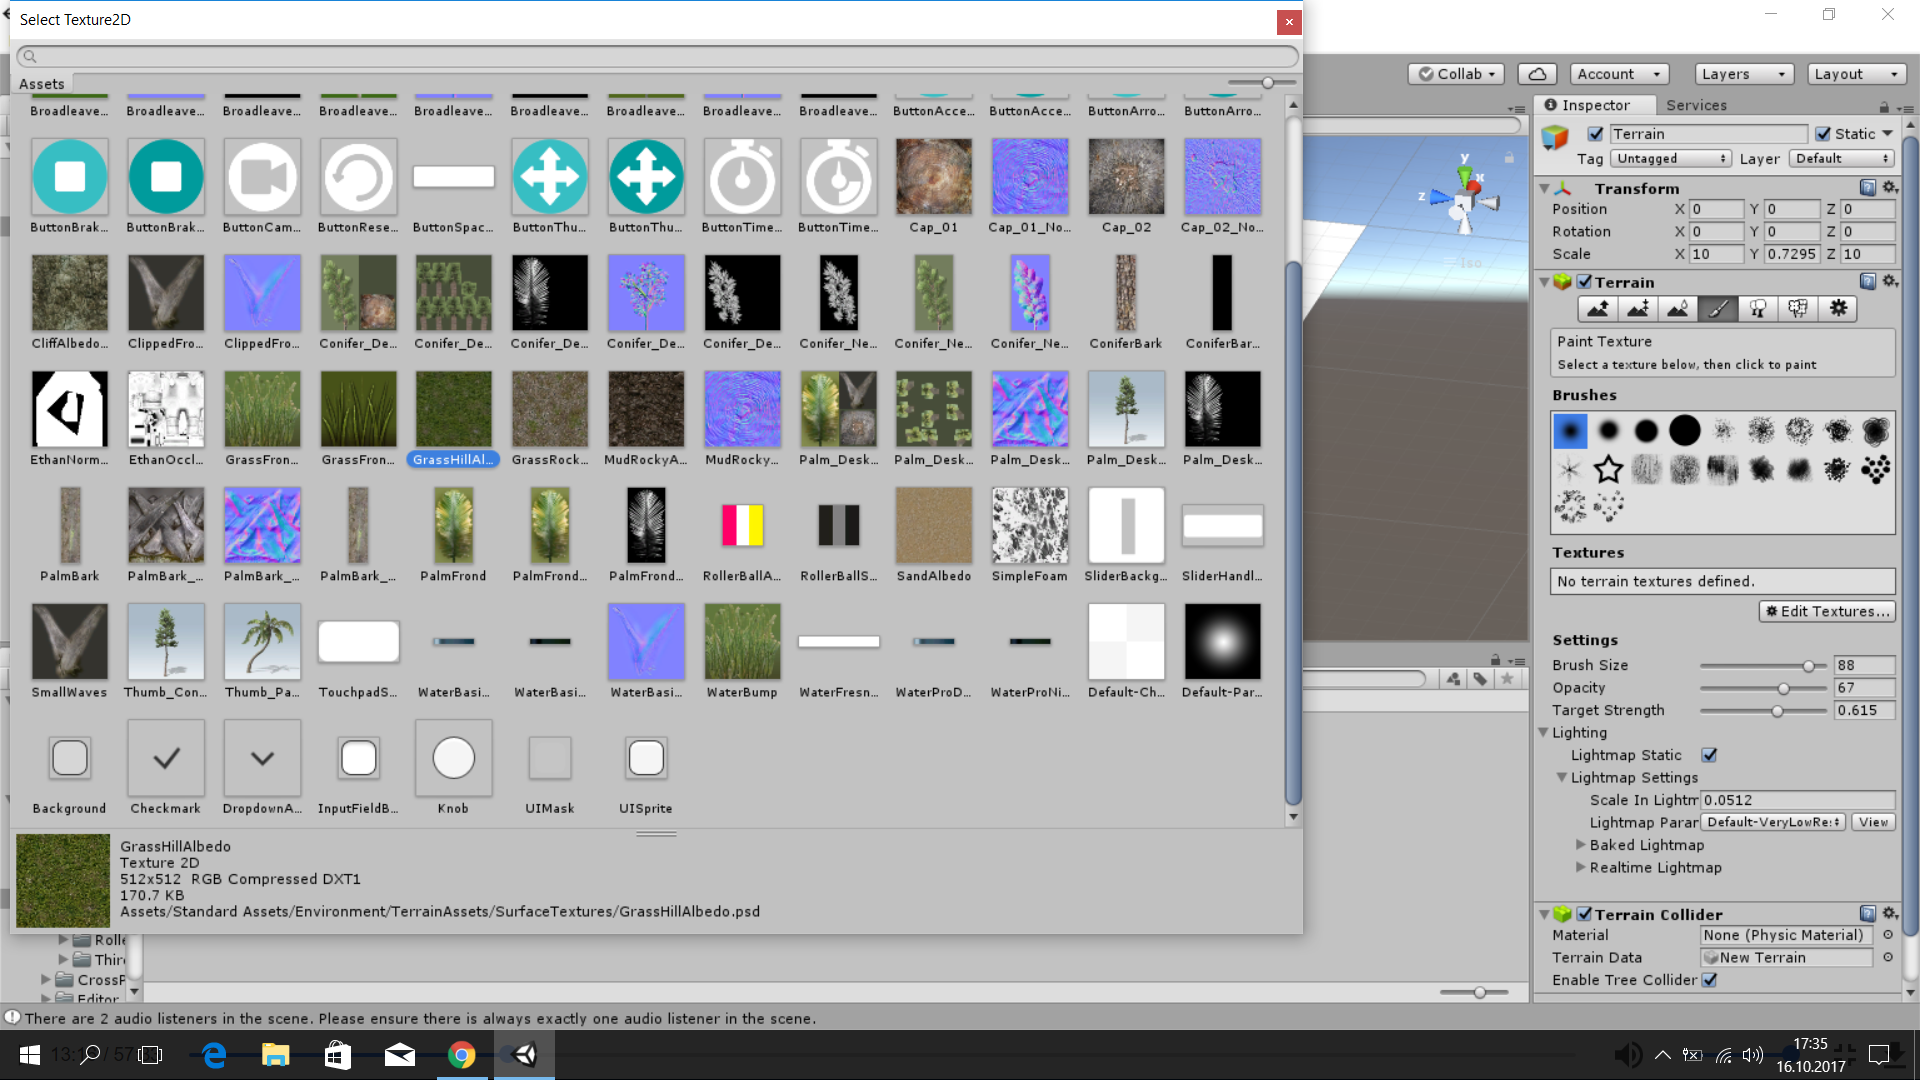 Select Texture2D
Assets
Broadleave... Broadleave... Broadleave... Broadleave... Broadleave... Broadleave... Broadleave... Broadleave... Broadleave... ButtonAcce... ButtonAcce... ButtonArro... ButtonArro...
ButtonBrak... ButtonBrak... ButtonCam... ButtonRese... ButtonSpac... ButtonThu... ButtonThu... ButtonTime... ButtonTime... Cap_01 Cap_01_No... Cap_02 Cap_02_No...
CliffAlbedo... ClippedFro... ClippedFro... Conifer_De... Conifer_De... Conifer_De... Conifer_De... Conifer_De... Conifer_Ne... Conifer_Ne... Conifer_Ne... ConiferBark ConiferBar...
EthanNorm... EthanOccl... GrassFron... GrassFron... GrassHillAl... GrassRock... MudRockyA... MudRocky... Palm_Desk... Palm_Desk... Palm_Desk... Palm_Desk... Palm_Desk...
PalmBark PalmBark_... PalmBark_... PalmBark_... PalmFrond PalmFrond... PalmFrond... RollerBallA... RollerBallS... SandAlbedo SimpleFoam SliderBackg... SliderHandl...
SmallWaves Thumb_Con... Thumb_Pa... TouchpadS... WaterBasi... WaterBasi... WaterBasi... WaterBump WaterFresn... WaterProD... WaterProNi... Default-Ch... Default-Par...
Background Checkmark DropdownA... InputFieldB... Knob UIMask UISprite
GrassHillAlbedo
Texture 2D
512x512 RGB Compressed DXT1
170.7 KB
Assets/Standard Assets/Environment/TerrainAssets/SurfaceTextures/GrassHillAlbedo.psd
Rolle
Thir
CrossP
Editor
There are 2 audio listeners in the scene. Please ensure there is always exactly one audio listener in the scene.
y
x
z
Iso
Collab Account Layers Layout
Inspector Services
Terrain Static
Tag Untagged Layer Default
Transform
Position X 0 Y 0 Z 0
Rotation X 0 Y 0 Z 0
Scale X 10 Y 0.7295 Z 10
Terrain
Paint Texture
Select a texture below, then click to paint
Brushes
Textures
No terrain textures defined.
Edit Textures...
Settings
Brush Size 88
Opacity 67
Target Strength 0.615
Lighting
Lightmap Static
Lightmap Settings
Scale In Lightm 0.0512
Lightmap Parar Default-VeryLowRes View
Baked Lightmap
Realtime Lightmap
Terrain Collider
Material None (Physic Material)
Terrain Data New Terrain
Enable Tree Collider
17:35
16.10.2017